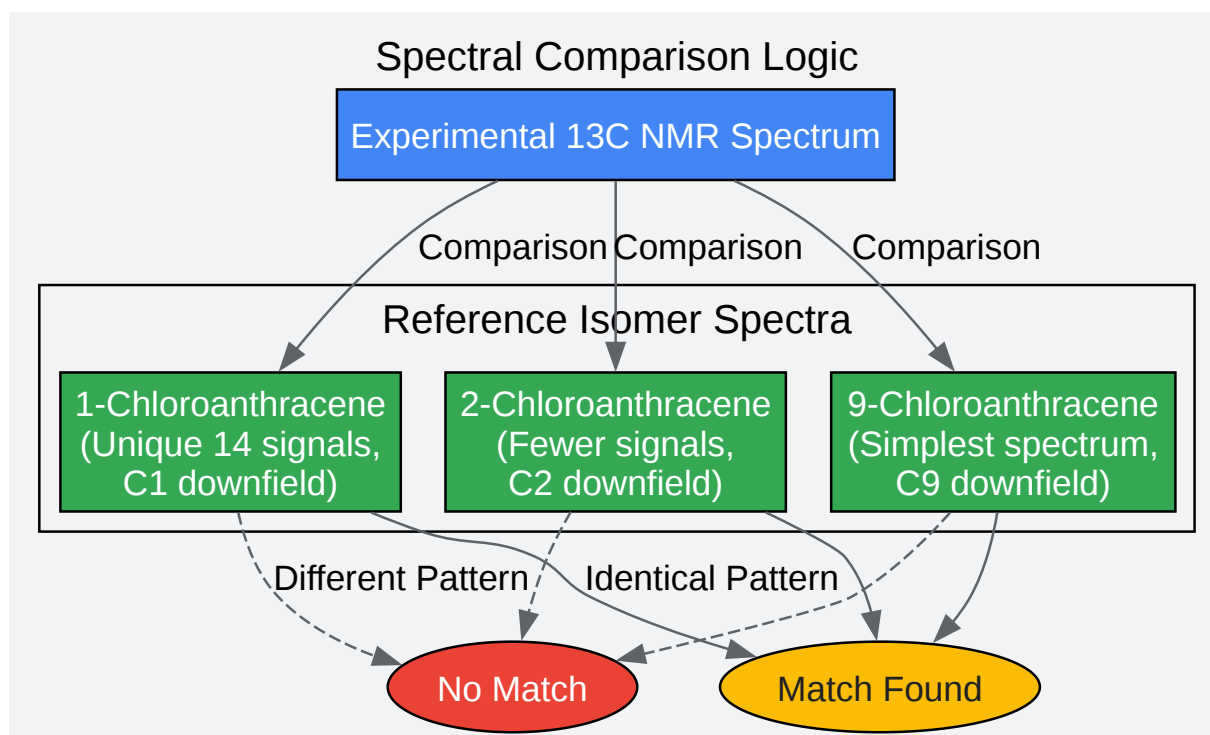 Spectral Comparison Logic
Experimental 13C NMR Spectrum
Comparison Comparison Comparison
Reference Isomer Spectra
1-Chloroanthracene
(Unique 14 signals,
C1 downfield)
2-Chloroanthracene
(Fewer signals,
C2 downfield)
9-Chloroanthracene
(Simplest spectrum,
C9 downfield)
Different Pattern
Identical Pattern
No Match
Match Found